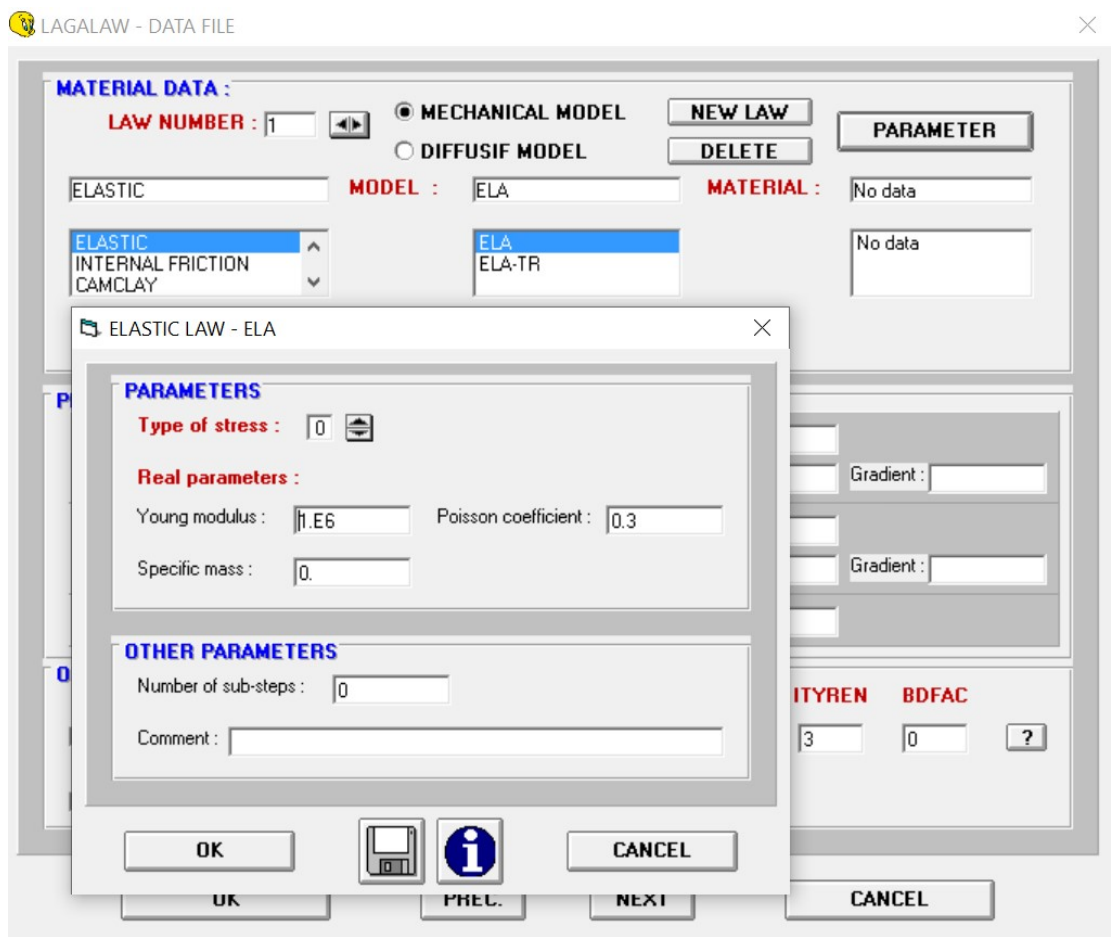 LAGALAW - DATA FILE
MATERIAL DATA :
LAW NUMBER : 1
MECHANICAL MODEL
DIFFUSIF MODEL
NEW LAW
DELETE
PARAMETER
ELASTIC
MODEL :
ELA
MATERIAL :
No data
ELASTIC
INTERNAL FRICTION
CAMCLAY
ELA
ELA-TR
No data
ELASTIC LAW - ELA
PARAMETERS
Type of stress : 0
Real parameters :
Young modulus : 1.E6
Poisson coefficient : 0.3
Specific mass : 0.
OTHER PARAMETERS
Number of sub-steps : 0
Comment :
OK
CANCEL
Gradient :
Gradient :
ITYREN
BDFAC
3
0
?
OK
PREC.
NEXT
CANCEL